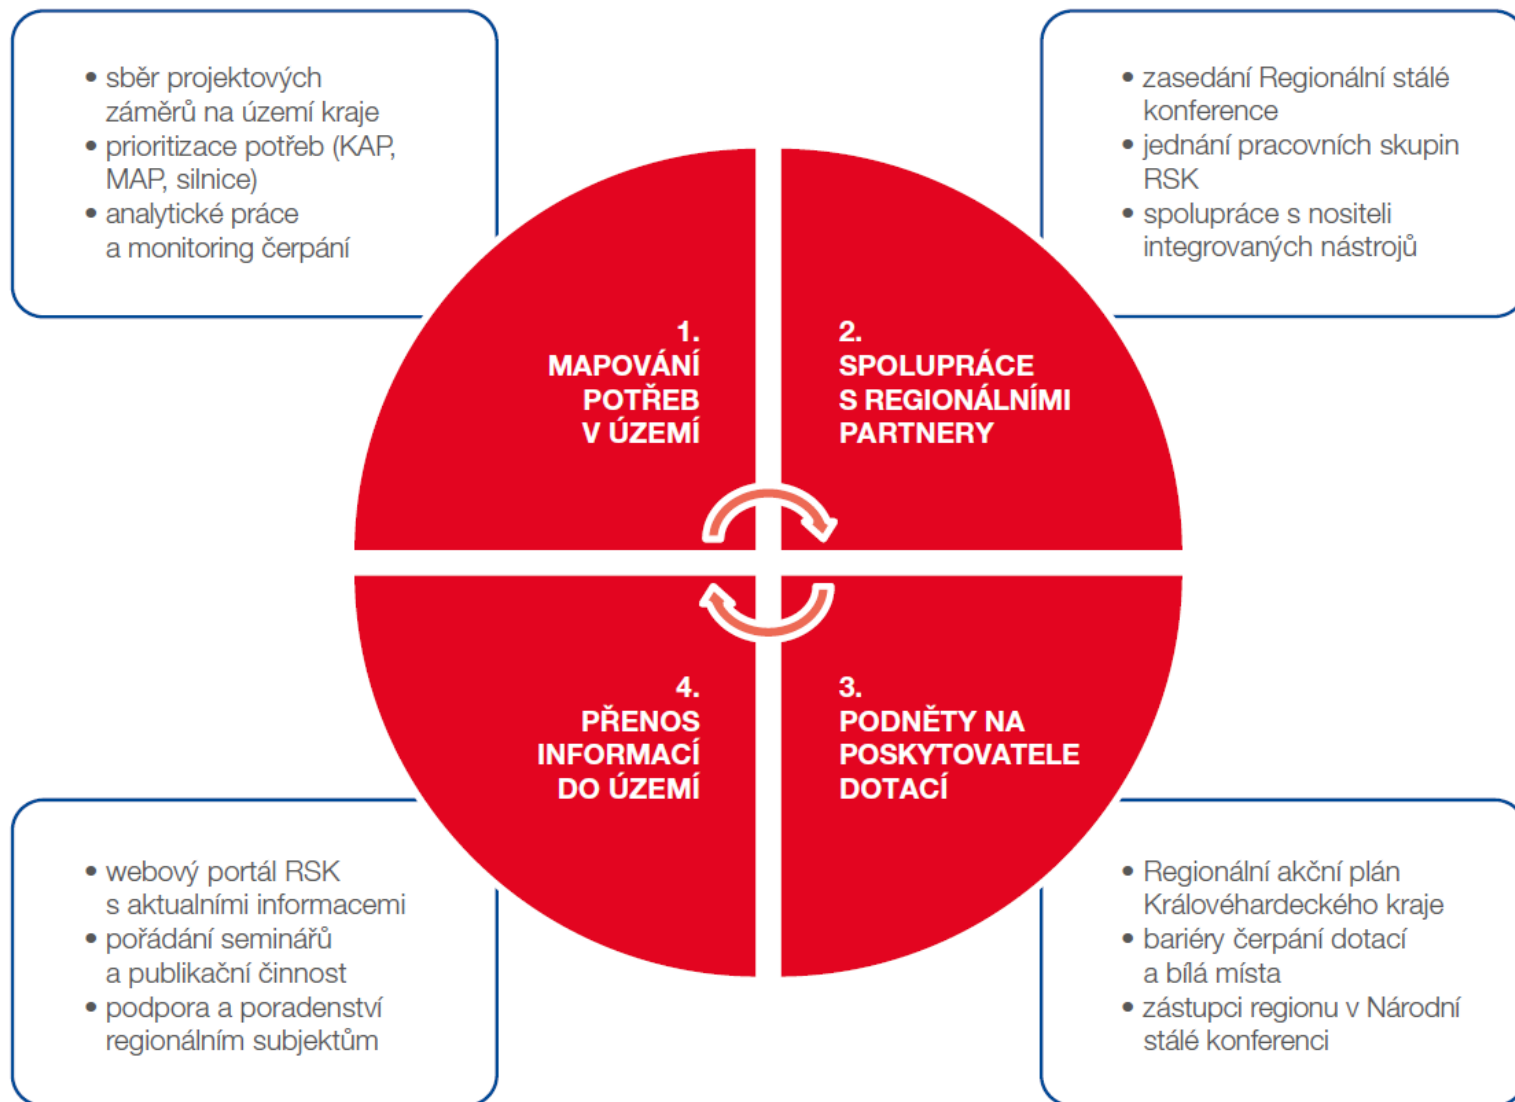 • sběr projektových
záměrů na území kraje
• prioritizace potřeb (KAP,
MAP, silnice)
• analytické práce
a monitoring čerpání
• zasedání Regionální stálé
konference
• jednání pracovních skupin
RSK
• spolupráce s nositeli
integrovaných nástrojů
1.
MAPOVÁNÍ
POTŘEB
V ÚZEMÍ
2.
SPOLUPRÁCE
S REGIONÁLNÍMI
PARTNERY
4.
PŘENOS
INFORMACÍ
DO ÚZEMÍ
3.
PODNĚTY NA
POSKYTOVATELE
DOTACÍ
• webový portál RSK
s aktualními informacemi
• pořádání seminářů
a publikační činnost
• podpora a poradenství
regionálním subjektům
• Regionální akční plán
Královéhardeckého kraje
• bariéry čerpání dotací
a bílá místa
• zástupci regionu v Národní
stálé konferenci